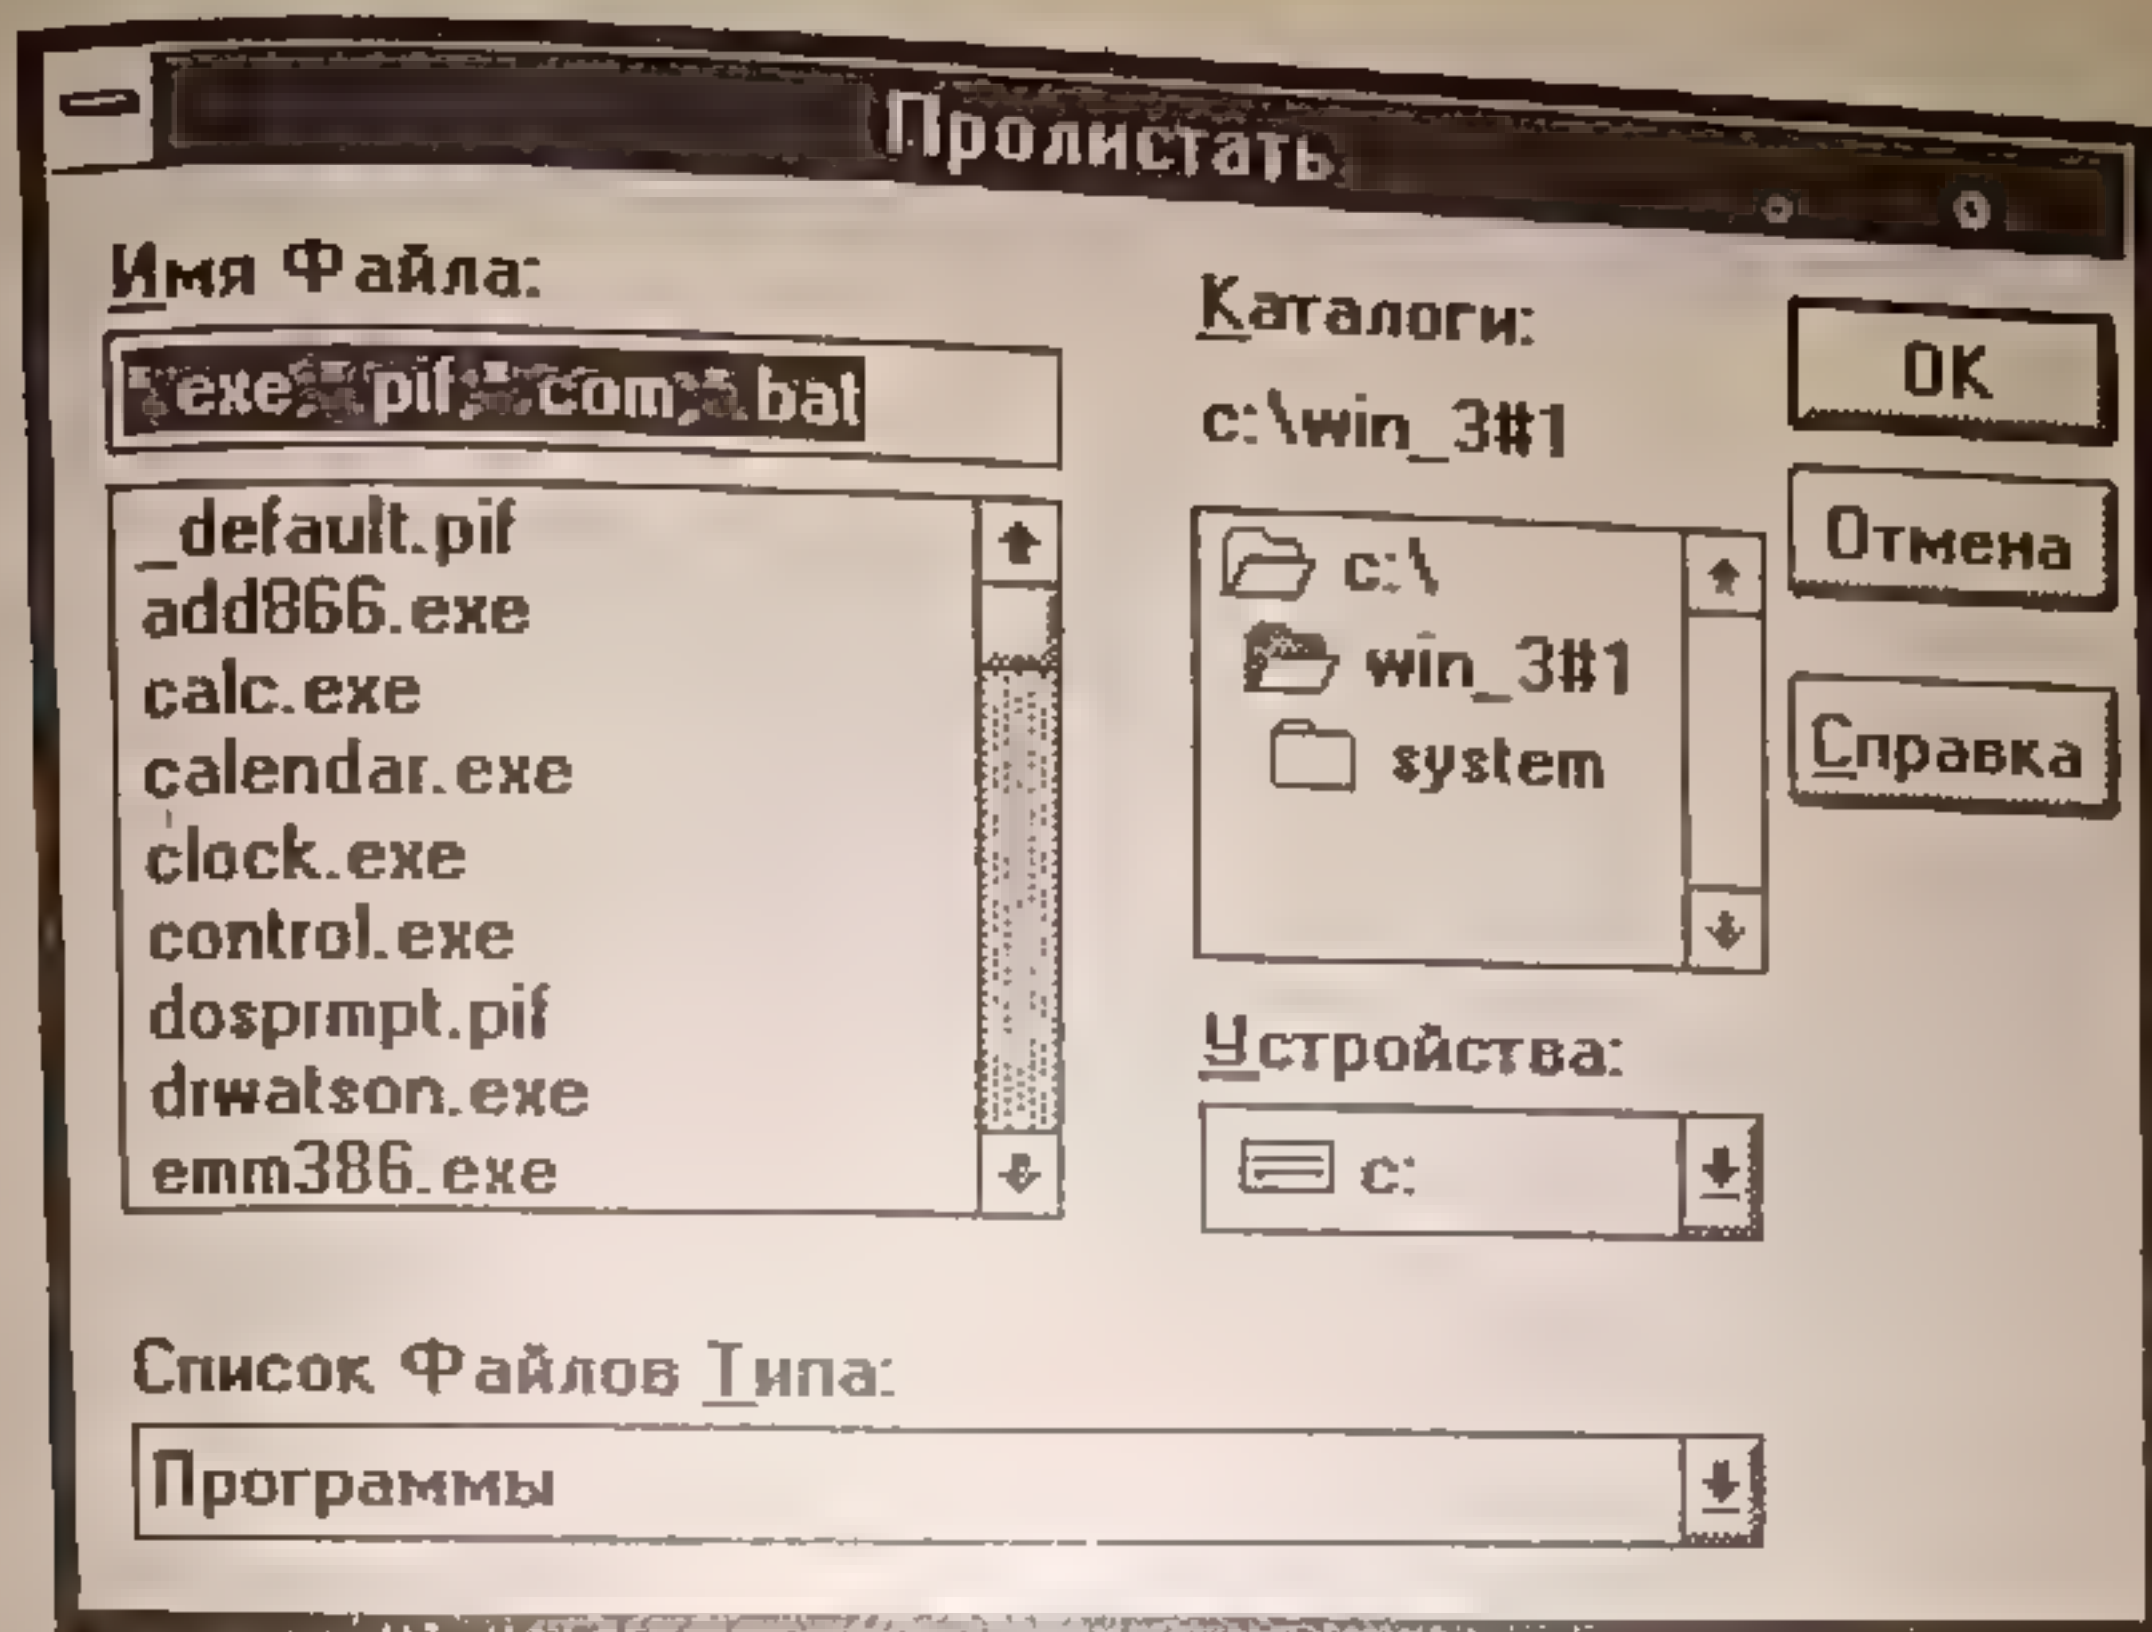 Пролистать
Имя Файла:
*.exe;*.pif;*.com;*.bat
_default.pif
add866.exe
calc.exe
calendar.exe
clock.exe
control.exe
dosprmpt.pif
drwatson.exe
emm386.exe
Каталоги:
c:\win_3#1
c:\
win_3#1
system
Устройства:
c:
ОК
Отмена
Справка
Список Файлов Типа:
Программы